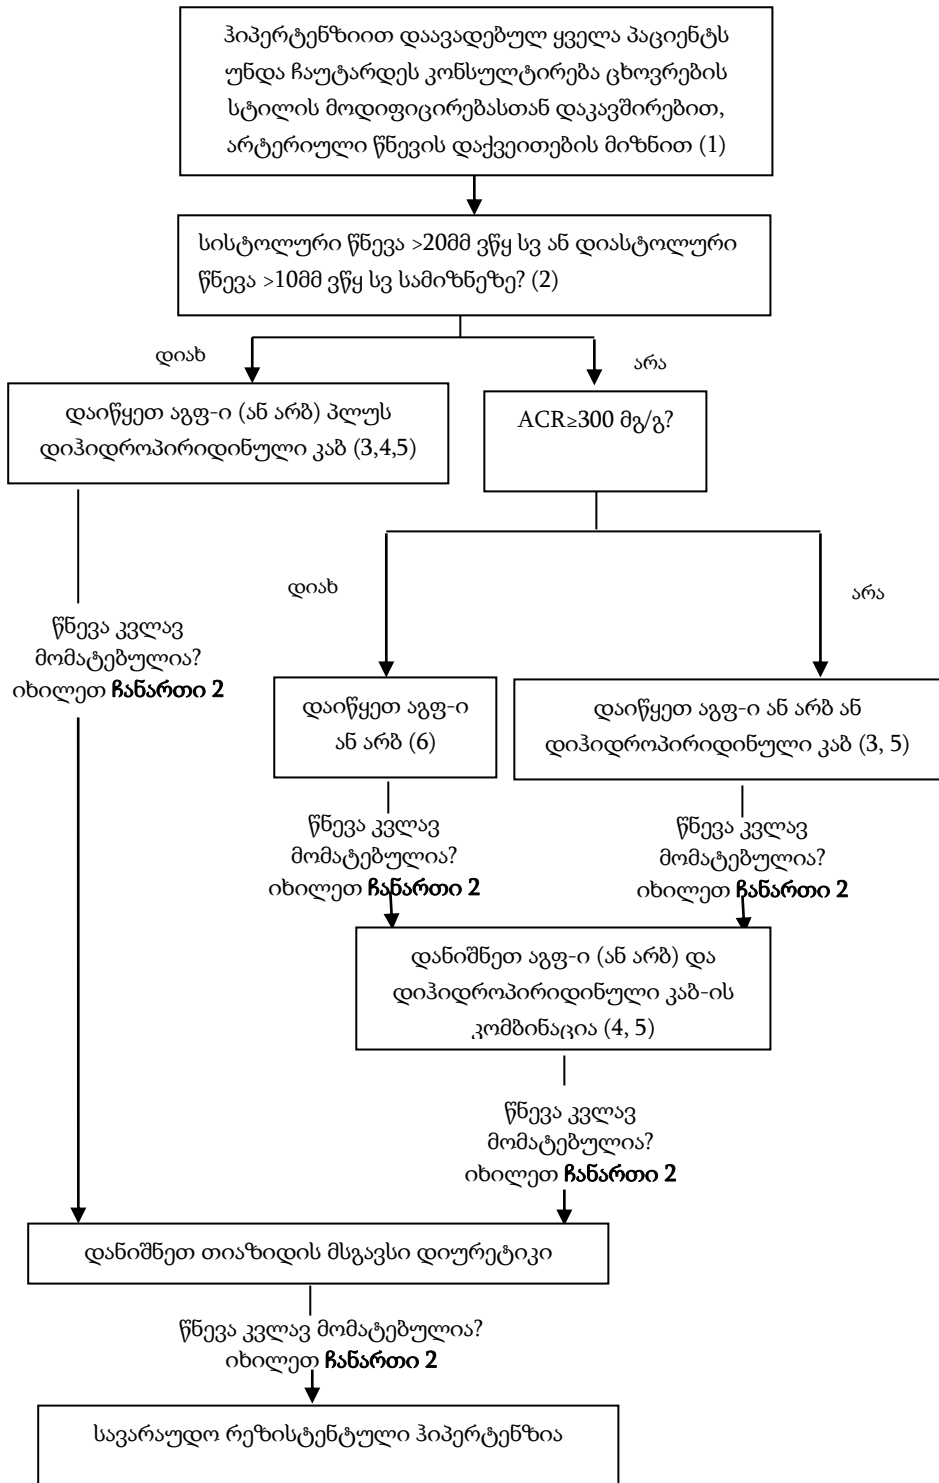 ჰიპერტენზიით დაავადებულ ყველა პაციენტს
უნდა ჩაუტარდეს კონსულტირება ცხოვრების
სტილის მოდიფიცირებასთან დაკავშირებით,
არტერიული წნევის დაქვეითების მიზნით (1)
სისტოლური წნევა >20მმ ვწყ სვ ან დიასტოლური
წნევა >10მმ ვწყ სვ სამიზნეზე? (2)
დიახ
არა
დაიწყეთ აგფ-ი (ან არბ) პლუს
დიჰიდროპირიდინული კაბ (3,4,5)
ACR≥300 მგ/გ?
დიახ
არა
წნევა კვლავ
მომატებულია?
იხილეთ ჩანართი 2
დაიწყეთ აგფ-ი
ან არბ (6)
დაიწყეთ აგფ-ი ან არბ ან
დიჰიდროპირიდინული კაბ (3, 5)
წნევა კვლავ
მომატებულია?
იხილეთ ჩანართი 2
წნევა კვლავ
მომატებულია?
იხილეთ ჩანართი 2
დანიშნეთ აგფ-ი (ან არბ) და
დიჰიდროპირიდინული კაბ-ის
კომბინაცია (4, 5)
წნევა კვლავ
მომატებულია?
იხილეთ ჩანართი 2
დანიშნეთ თიაზიდის მსგავსი დიურეტიკი
წნევა კვლავ მომატებულია?
იხილეთ ჩანართი 2
სავარაუდო რეზისტენტული ჰიპერტენზია